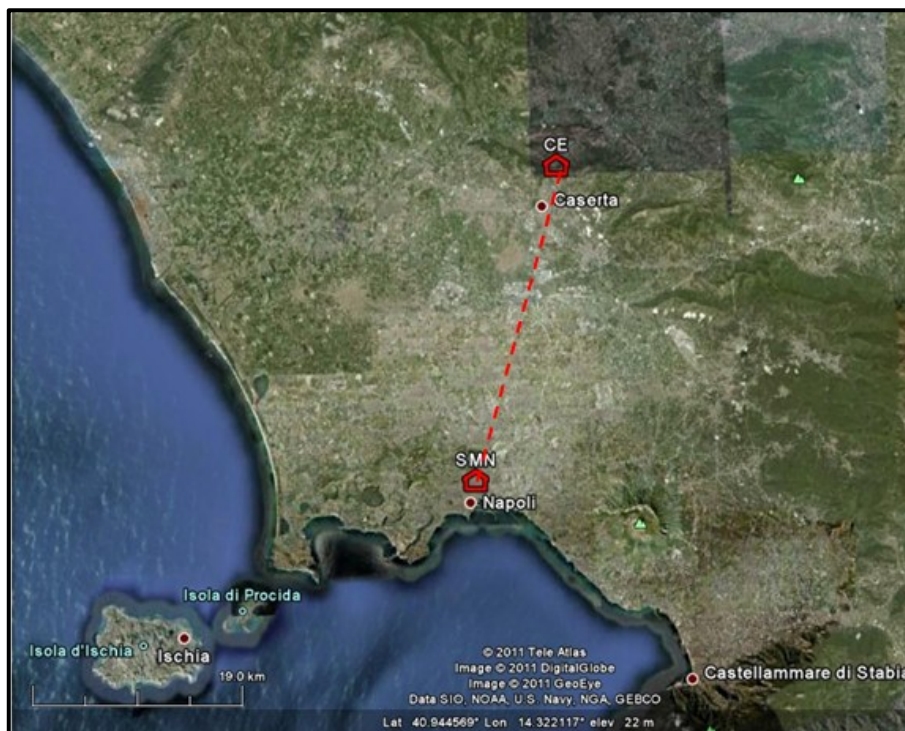 CE
Caserta
SMN
Napoli
Isola di Procida
Isola d'Ischia
Ischia
19.0 km
© 2011 Tele Atlas
Image © 2011 DigitalGlobe
Image © 2011 GeoEye
Data SIO, NOAA, U.S. Navy, NGA, GEBCO
Castellammare di Stabia
Lat 40.944569° Lon 14.322117° elev 22 m